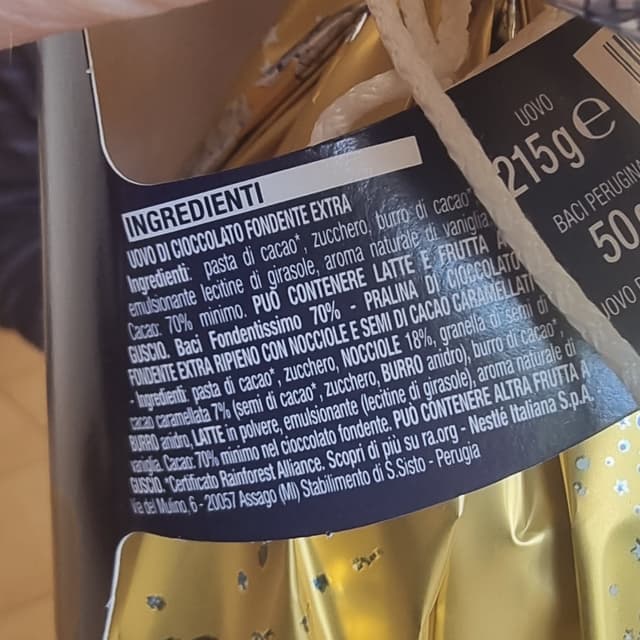 INGREDIENTI
UOVO DI CIOCCOLATO FONDENTE EXTRA
Ingredienti: pasta di cacao*, zucchero, burro di cacao*,
emulsionante lecitine di girasole, aroma naturale di vaniglia.
Cacao: 70% minimo. PUÒ CONTENERE LATTE E FRUTTA A
GUSCIO. Baci Fondentissimo 70% - PRALINA DI CIOCCOLATO
FONDENTE EXTRA RIPIENO CON NOCCIOLE E SEMI DI CACAO CARAMELLATI
- Ingredienti: pasta di cacao*, zucchero, NOCCIOLE 18%, granella di semi di
cacao caramellata 7% (semi di cacao*, zucchero, BURRO anidro), burro di cacao*,
BURRO anidro, LATTE in polvere, emulsionante (lecitine di girasole), aroma naturale di
vaniglia. Cacao: 70% minimo nel cioccolato fondente. PUÒ CONTENERE ALTRA FRUTTA A
GUSCIO. *Certificato Rainforest Alliance. Scopri di più su ra.org - Nestlé Italiana S.p.A.
Via del Mulino, 6 - 20057 Assago (MI) Stabilimento di S.Sisto - Perugia
UOVO
215g e
BACI PERUGIN
50
UOVO